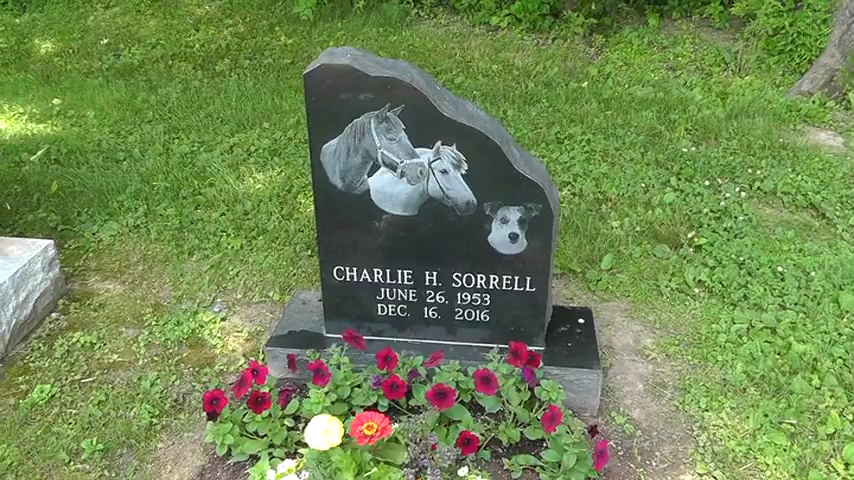 CHARLIE H. SORRELL
JUNE 26, 1953
DEC. 16, 2016